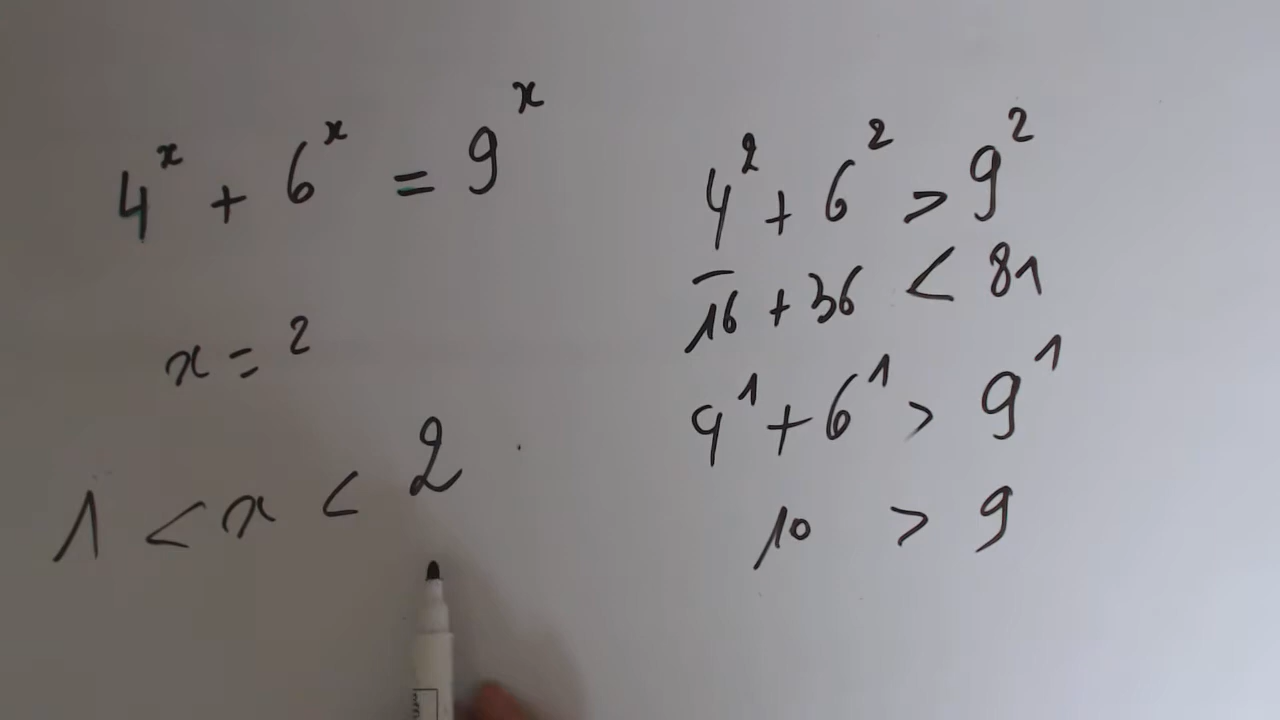 4^x + 6^x = 9^x
x = 2
1 < x < 2
4^2 + 6^2 > 9^2
16 + 36 < 81
4^1 + 6^1 > 9^1
10 > 9